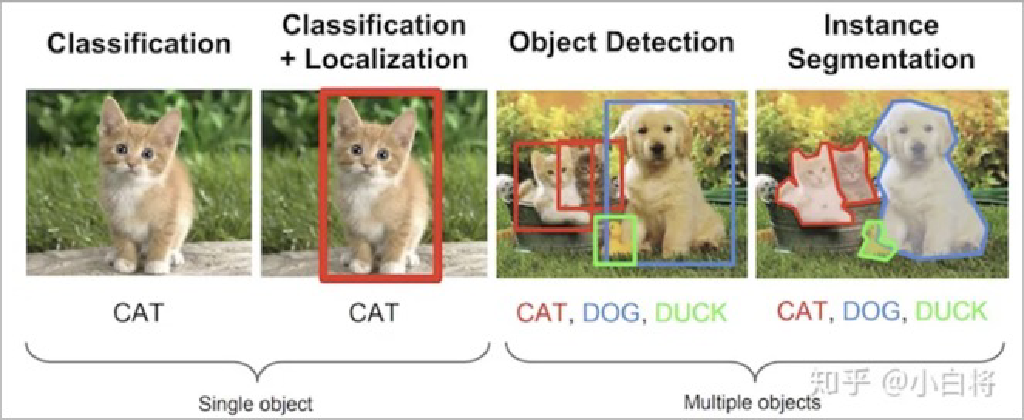 Classification
Classification
+ Localization
Object Detection
Instance
Segmentation
CAT
CAT
CAT, DOG, DUCK
CAT, DOG, DUCK
Single object
Multiple objects
知乎 @小白将